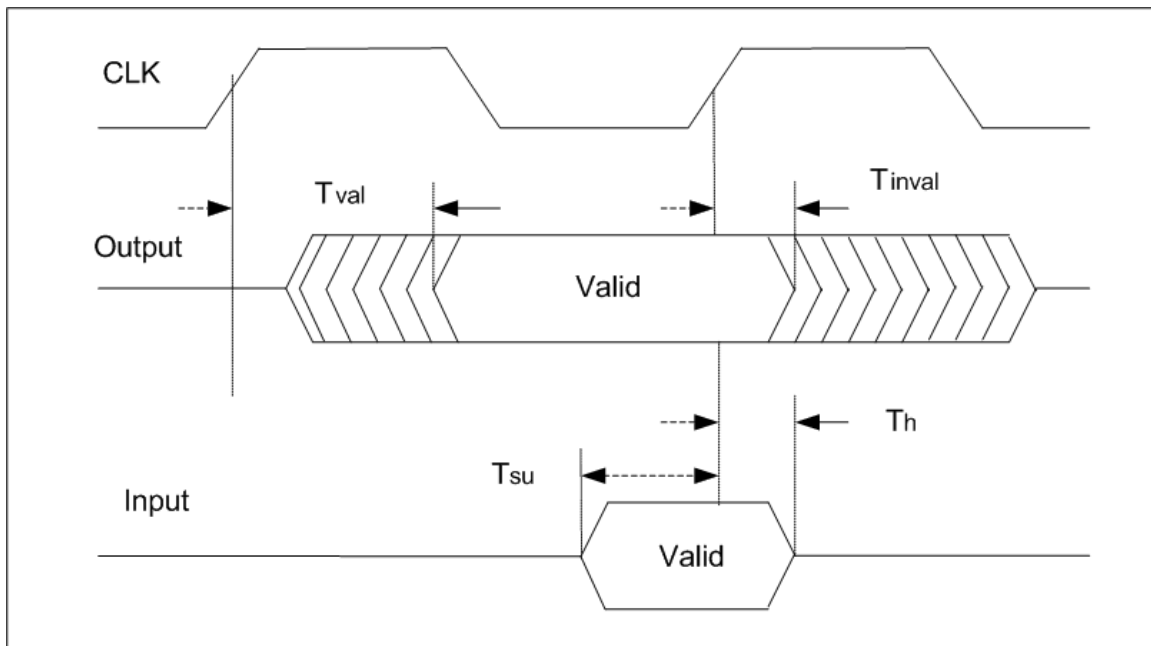 CLK
Tval
Tinval
Output
Valid
Th
Tsu
Input
Valid